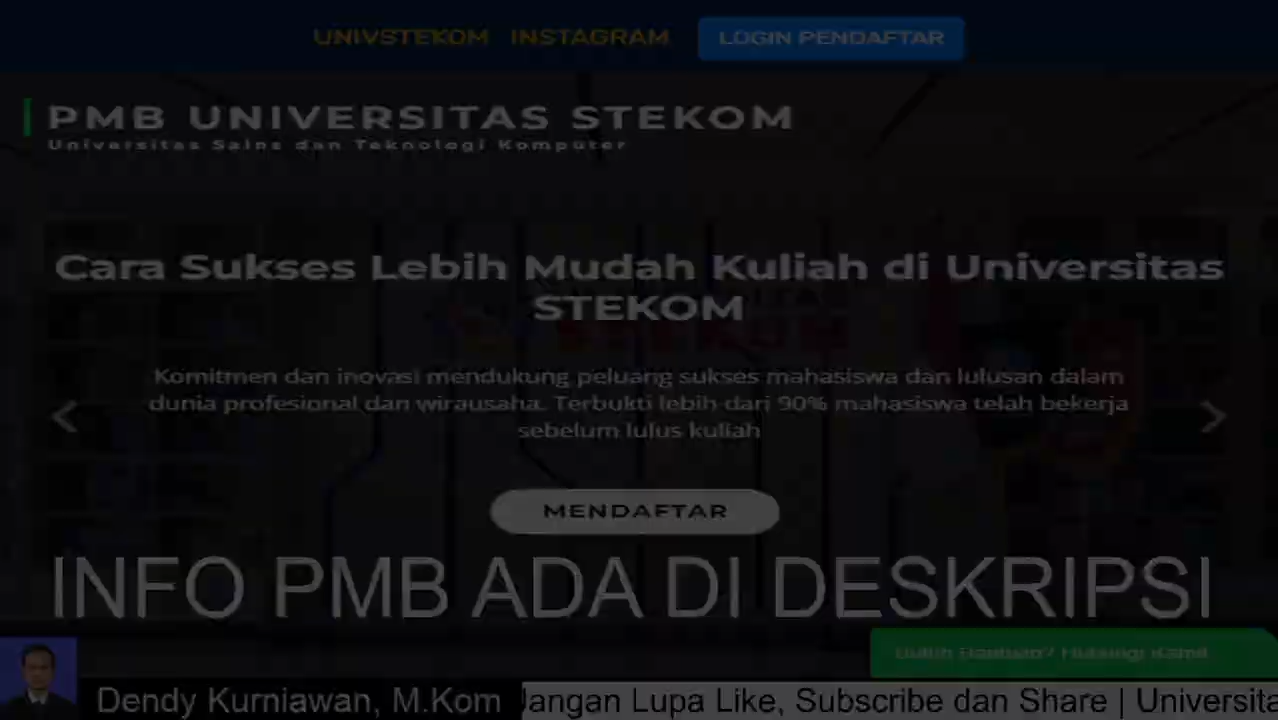 UNIVSTEKOM INSTAGRAM LOGIN PENDAFTAR
PMB UNIVERSITAS STEKOM
Universitas Sains dan Teknologi Komputer
Cara Sukses Lebih Mudah Kuliah di Universitas
STEKOM
Komitmen dan inovasi mendukung peluang sukses mahasiswa dan lulusan dalam
dunia profesional dan wirausaha. Terbukti lebih dari 90% mahasiswa telah bekerja
sebelum lulus kuliah
MENDAFTAR
INFO PMB ADA DI DESKRIPSI
Butuh Bantuan? Hubungi Kami!
Dendy Kurniawan, M.Kom
Jangan Lupa Like, Subscribe dan Share | Universita